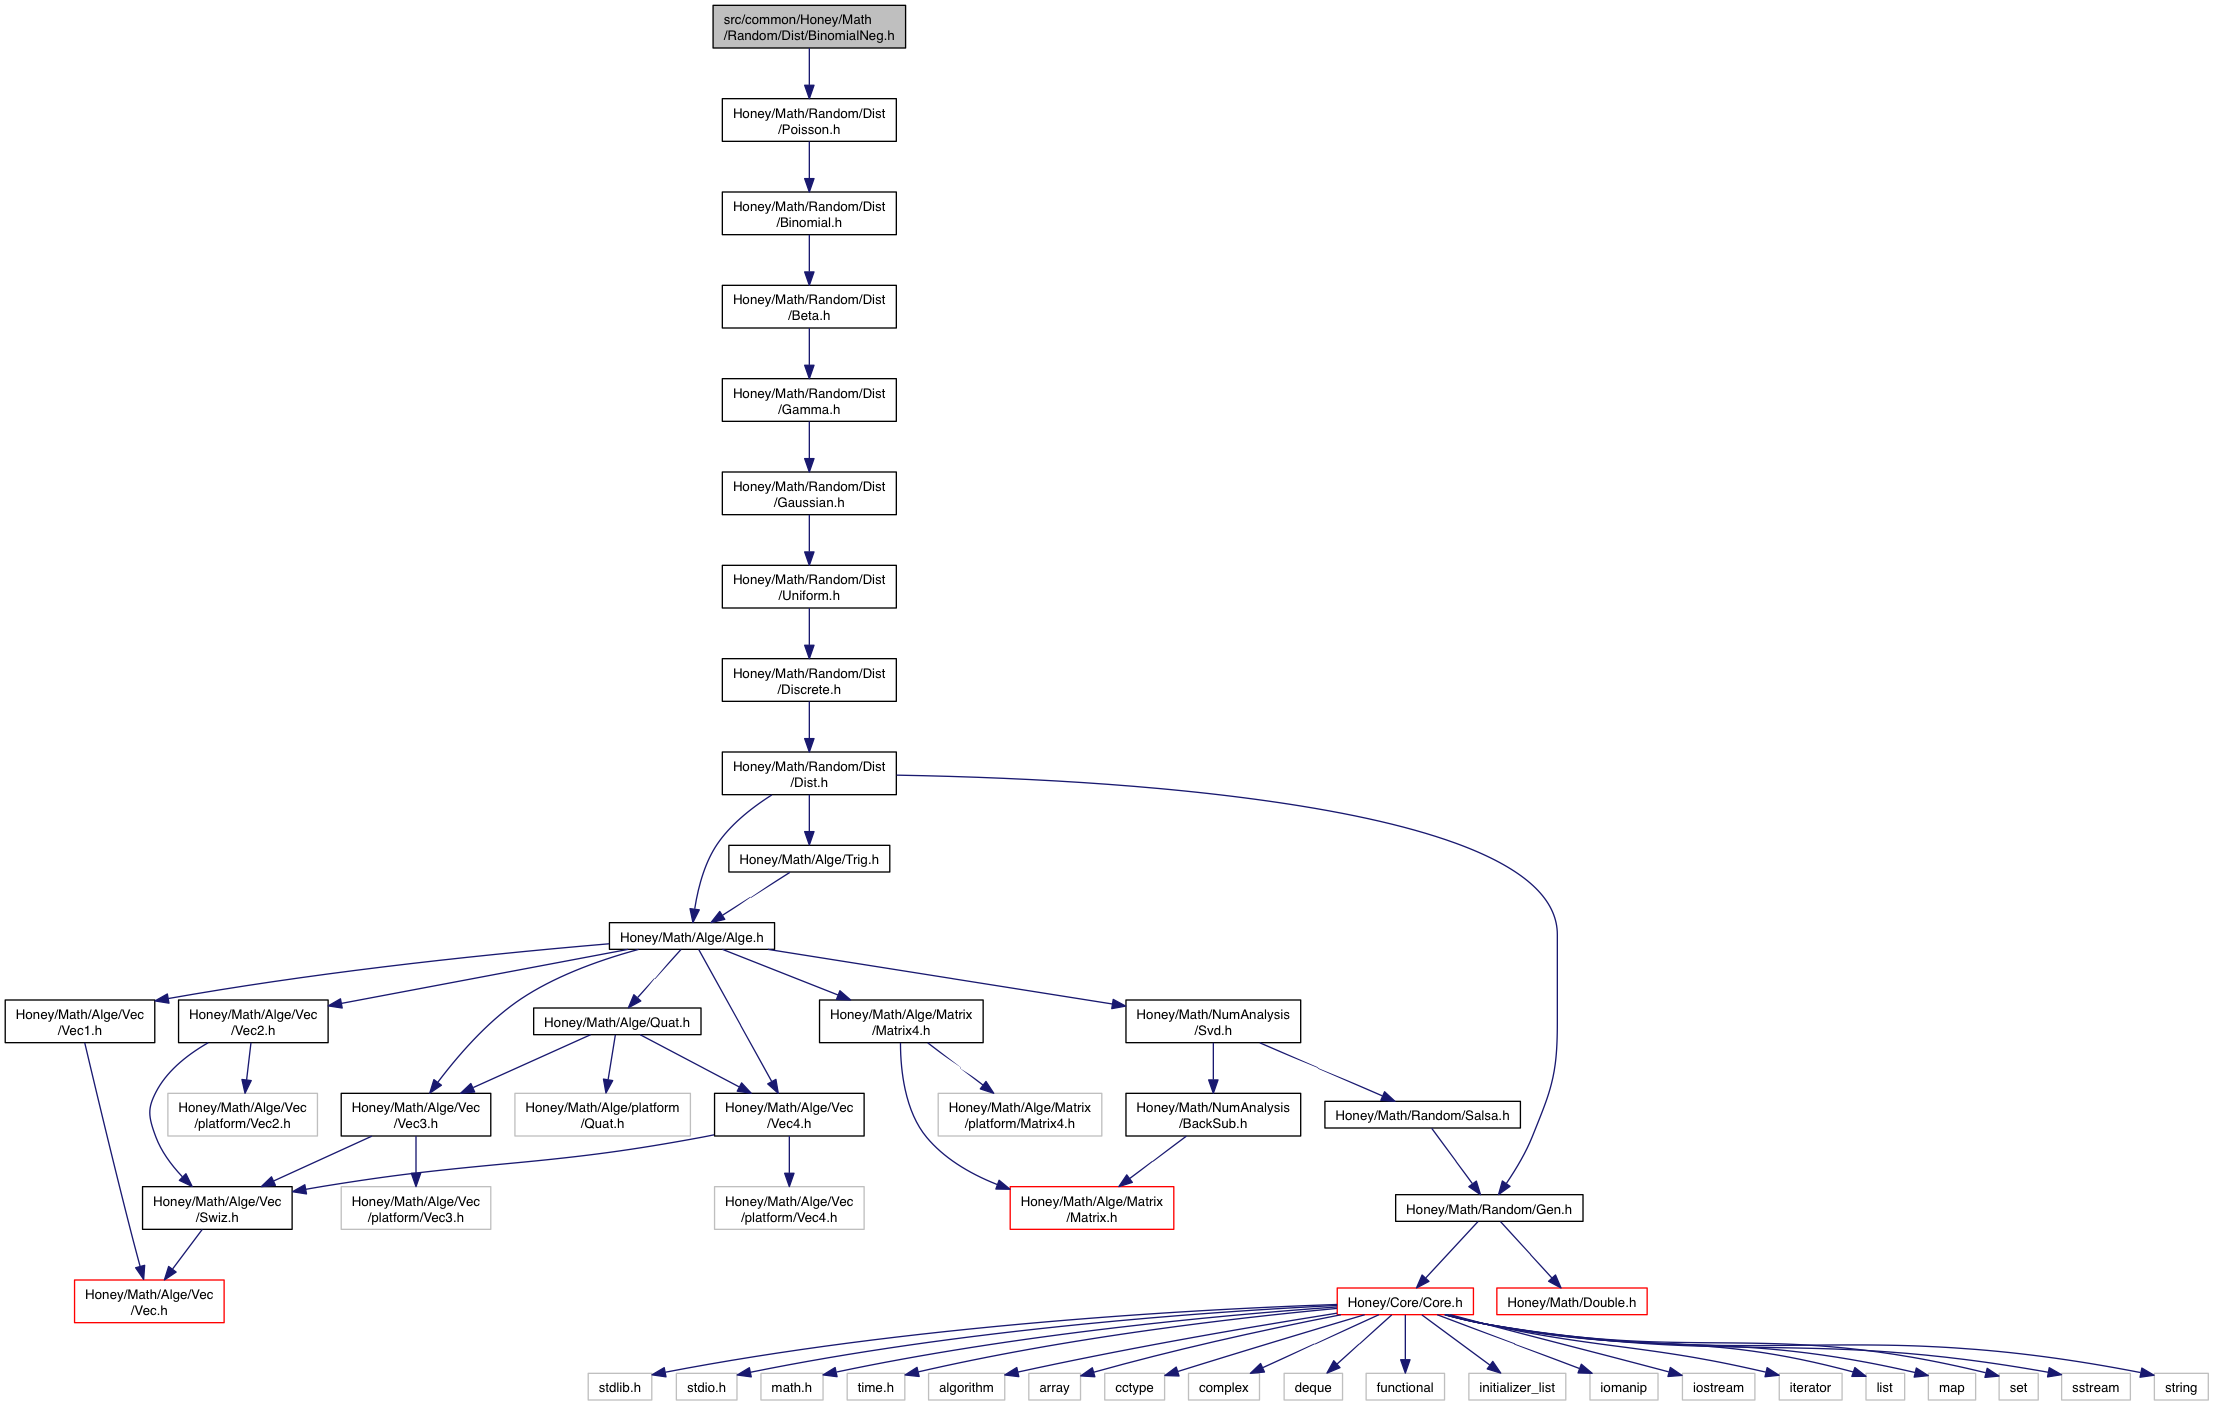 src/common/Honey/Math
/Random/Dist/BinomialNeg.h
Honey/Math/Random/Dist
/Poisson.h
Honey/Math/Random/Dist
/Binomial.h
Honey/Math/Random/Dist
/Beta.h
Honey/Math/Random/Dist
/Gamma.h
Honey/Math/Random/Dist
/Gaussian.h
Honey/Math/Random/Dist
/Uniform.h
Honey/Math/Random/Dist
/Discrete.h
Honey/Math/Random/Dist
/Dist.h
Honey/Math/Alge/Trig.h
Honey/Math/Alge/Alge.h
Honey/Math/Alge/Vec
/Vec1.h
Honey/Math/Alge/Vec
/Vec2.h
Honey/Math/Alge/Quat.h
Honey/Math/Alge/Matrix
/Matrix4.h
Honey/Math/NumAnalysis
/Svd.h
Honey/Math/Alge/Vec
/platform/Vec2.h
Honey/Math/Alge/Vec
/Vec3.h
Honey/Math/Alge/platform
/Quat.h
Honey/Math/Alge/Vec
/Vec4.h
Honey/Math/Alge/Matrix
/platform/Matrix4.h
Honey/Math/NumAnalysis
/BackSub.h
Honey/Math/Random/Salsa.h
Honey/Math/Alge/Vec
/Swiz.h
Honey/Math/Alge/Vec
/platform/Vec3.h
Honey/Math/Alge/Vec
/platform/Vec4.h
Honey/Math/Alge/Matrix
/Matrix.h
Honey/Math/Random/Gen.h
Honey/Math/Alge/Vec
/Vec.h
Honey/Core/Core.h
Honey/Math/Double.h
stdlib.h
stdio.h
math.h
time.h
algorithm
array
cctype
complex
deque
functional
initializer_list
iomanip
iostream
iterator
list
map
set
sstream
string